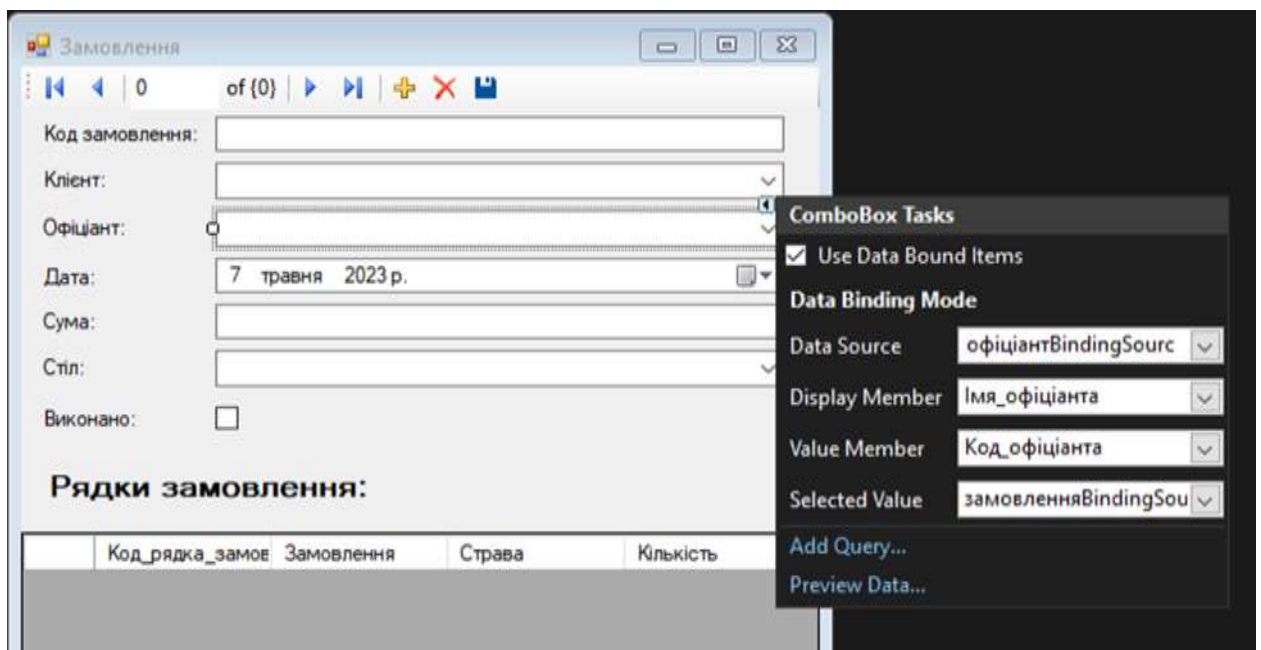 Замовлення
0 of {0}
Код замовлення:
Клієнт:
Офіціант:
Дата: 7 травня 2023 р.
Сума:
Стіл:
Виконано:
Рядки замовлення:
Код_рядка_замов Замовлення Страва Кількість
ComboBox Tasks
Use Data Bound Items
Data Binding Mode
Data Source офіціантBindingSourc
Display Member Імя_офіціанта
Value Member Код_офіціанта
Selected Value замовленняBindingSou
Add Query...
Preview Data...